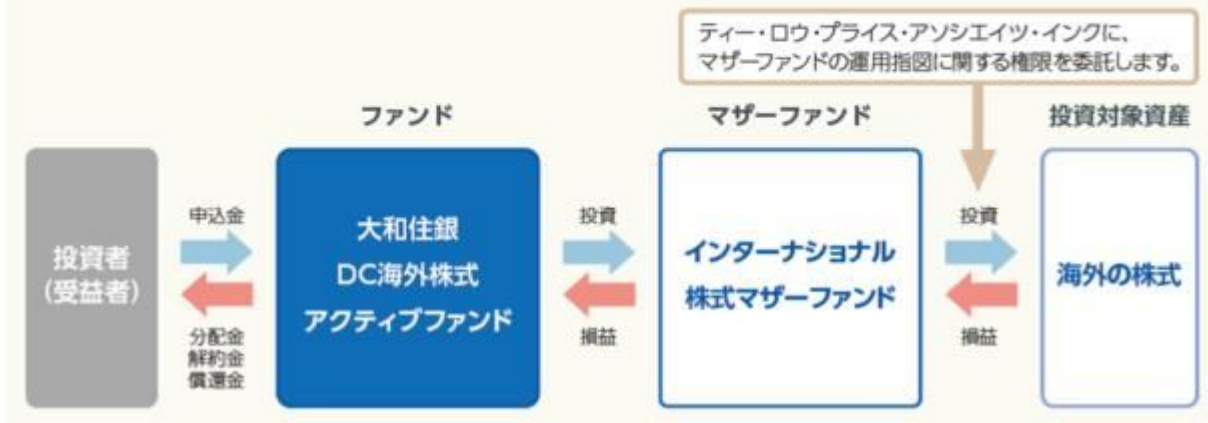 ティー・ロウ・プライス・アソシエイツ・インクに、
マザーファンドの運用指図に関する権限を委託します。
ファンド
マザーファンド
投資対象資産
投資者
(受益者)
申込金
分配金
解約金
償還金
大和住銀
DC海外株式
アクティブファンド
投資
損益
インターナショナル
株式マザーファンド
投資
損益
海外の株式